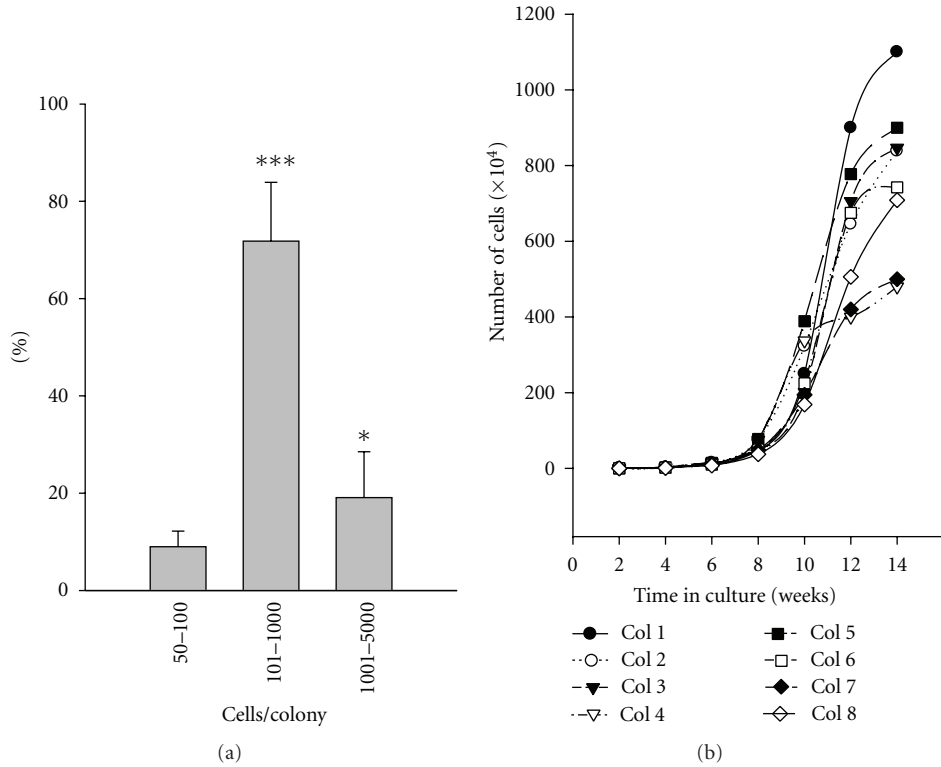 100
80
60
40
20
0
(%)
***
*
50–100
101–1000
1001–5000
Cells/colony
(a)
1200
1000
800
600
400
200
0
Number of cells (×10⁴)
0 2 4 6 8 10 12 14
Time in culture (weeks)
Col 1
Col 2
Col 3
Col 4
Col 5
Col 6
Col 7
Col 8
(b)